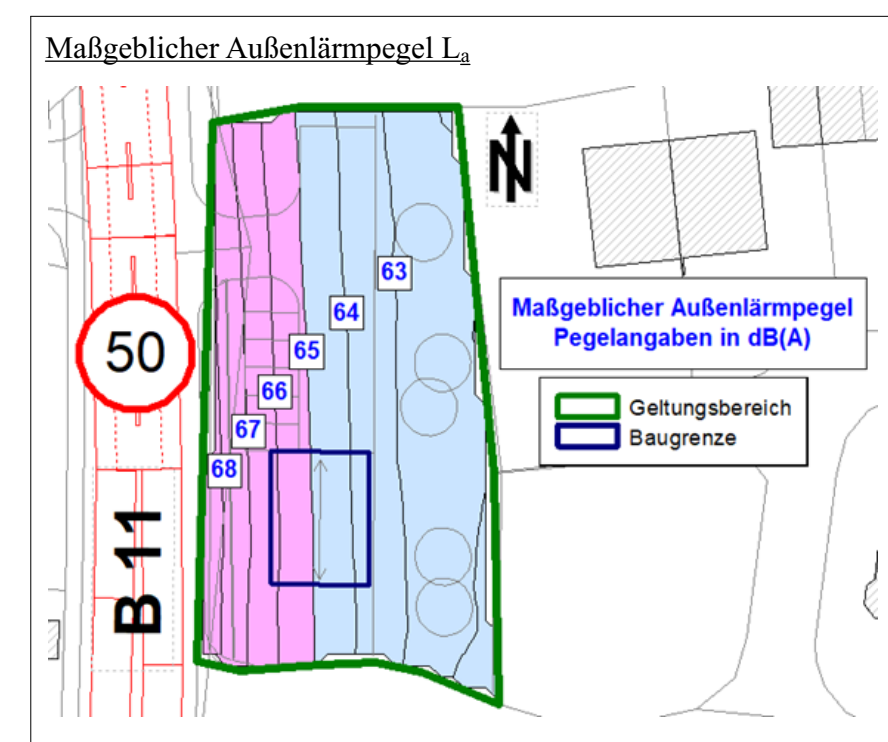 Maßgeblicher Außenlärmpegel La
N
63
64
65
66
67
68
50
B 11
Maßgeblicher Außenlärmpegel
Pegelangaben in dB(A)
Geltungsbereich
Baugrenze